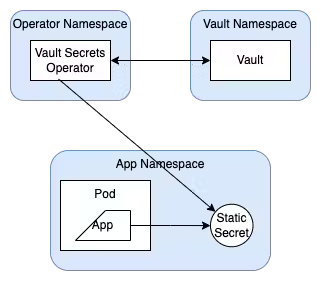 Operator Namespace
Vault Namespace
Vault Secrets
Operator
Vault
App Namespace
Pod
App
Static
Secret